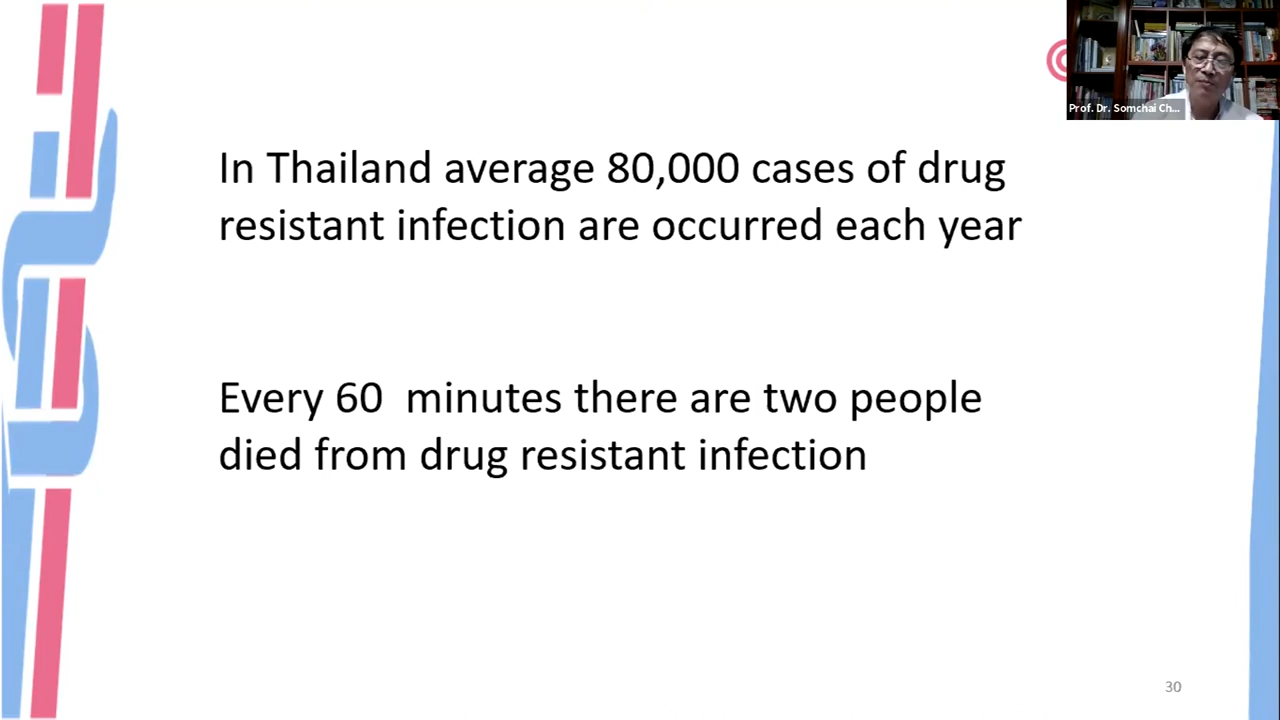 Prof. Dr. Somchai Ch...
In Thailand average 80,000 cases of drug
resistant infection are occurred each year
Every 60  minutes there are two people
died from drug resistant infection
30